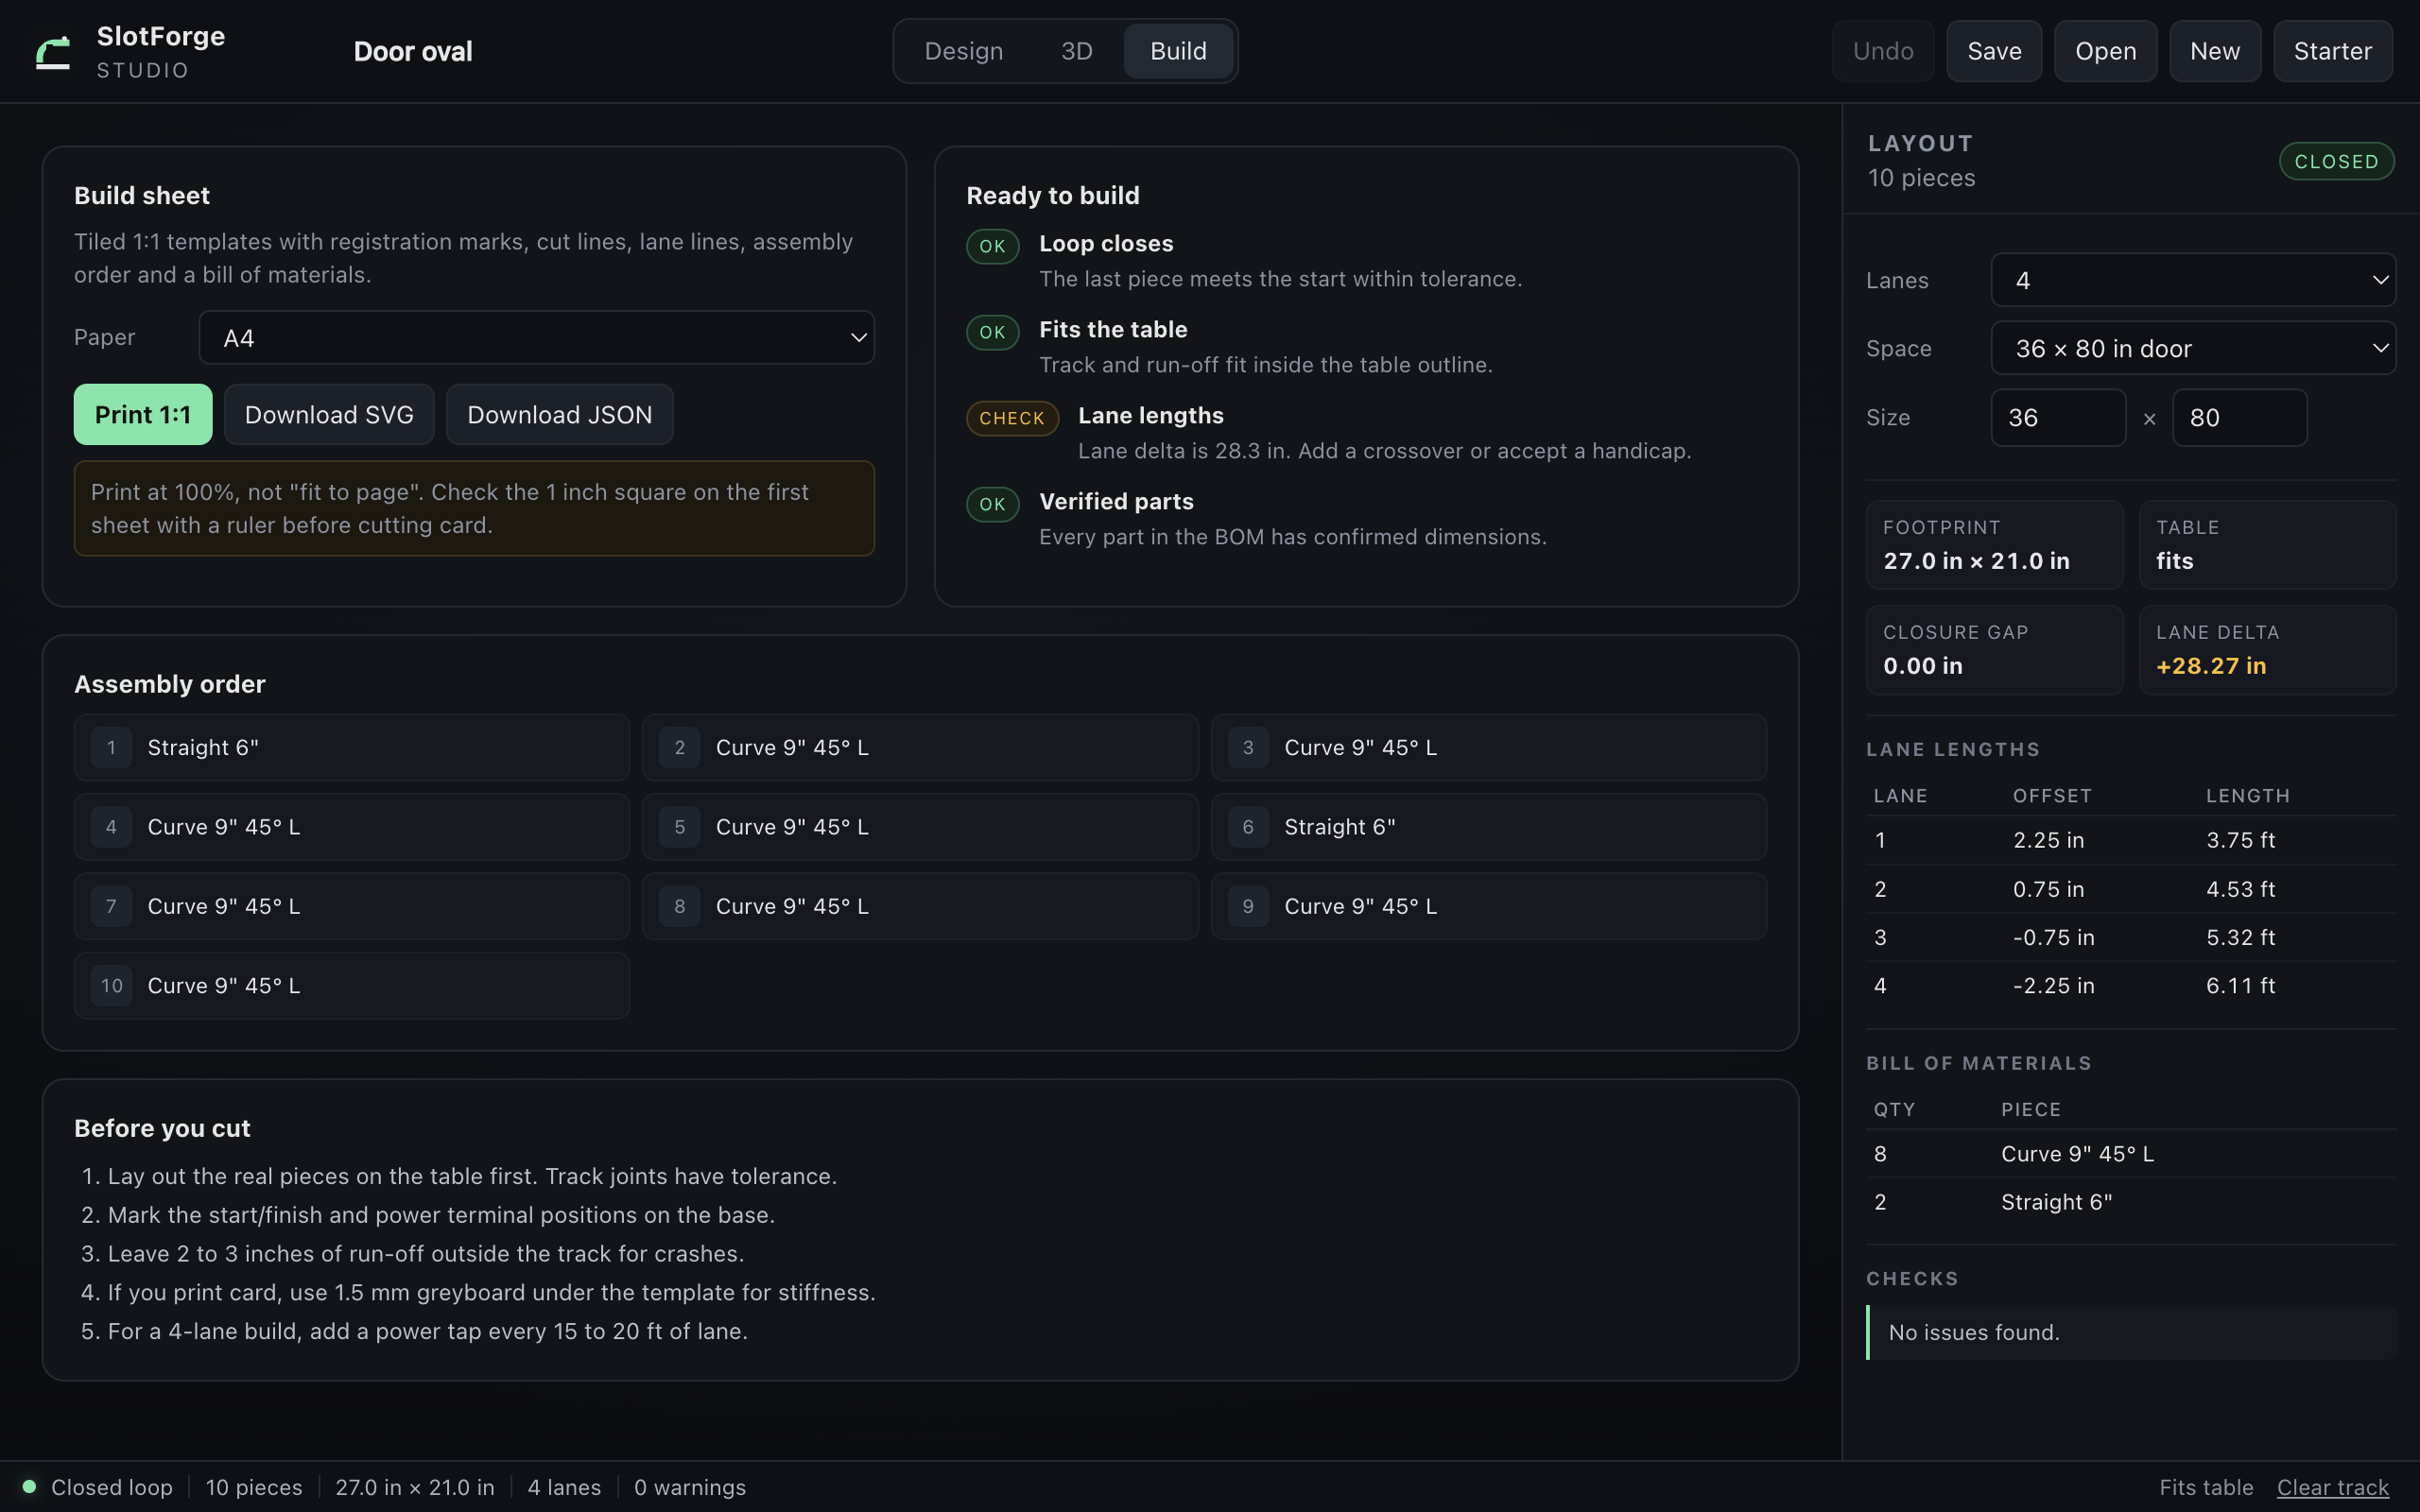 SlotForge
STUDIO
Door oval
Design 3D Build
Undo Save Open New Starter
Build sheet
Tiled 1:1 templates with registration marks, cut lines, lane lines, assembly
order and a bill of materials.
Paper A4
Print 1:1 Download SVG Download JSON
Print at 100%, not "fit to page". Check the 1 inch square on the first
sheet with a ruler before cutting card.
Ready to build
OK Loop closes
The last piece meets the start within tolerance.
OK Fits the table
Track and run-off fit inside the table outline.
CHECK Lane lengths
Lane delta is 28.3 in. Add a crossover or accept a handicap.
OK Verified parts
Every part in the BOM has confirmed dimensions.
Assembly order
1 Straight 6" 2 Curve 9" 45° L 3 Curve 9" 45° L
4 Curve 9" 45° L 5 Curve 9" 45° L 6 Straight 6"
7 Curve 9" 45° L 8 Curve 9" 45° L 9 Curve 9" 45° L
10 Curve 9" 45° L
Before you cut
1. Lay out the real pieces on the table first. Track joints have tolerance.
2. Mark the start/finish and power terminal positions on the base.
3. Leave 2 to 3 inches of run-off outside the track for crashes.
4. If you print card, use 1.5 mm greyboard under the template for stiffness.
5. For a 4-lane build, add a power tap every 15 to 20 ft of lane.
LAYOUT
10 pieces
CLOSED
Lanes 4
Space 36 × 80 in door
Size 36 × 80
FOOTPRINT
27.0 in × 21.0 in
TABLE
fits
CLOSURE GAP
0.00 in
LANE DELTA
+28.27 in
LANE LENGTHS
LANE OFFSET LENGTH
1 2.25 in 3.75 ft
2 0.75 in 4.53 ft
3 -0.75 in 5.32 ft
4 -2.25 in 6.11 ft
BILL OF MATERIALS
QTY PIECE
8 Curve 9" 45° L
2 Straight 6"
CHECKS
No issues found.
Closed loop 10 pieces 27.0 in × 21.0 in 4 lanes 0 warnings
Fits table Clear track